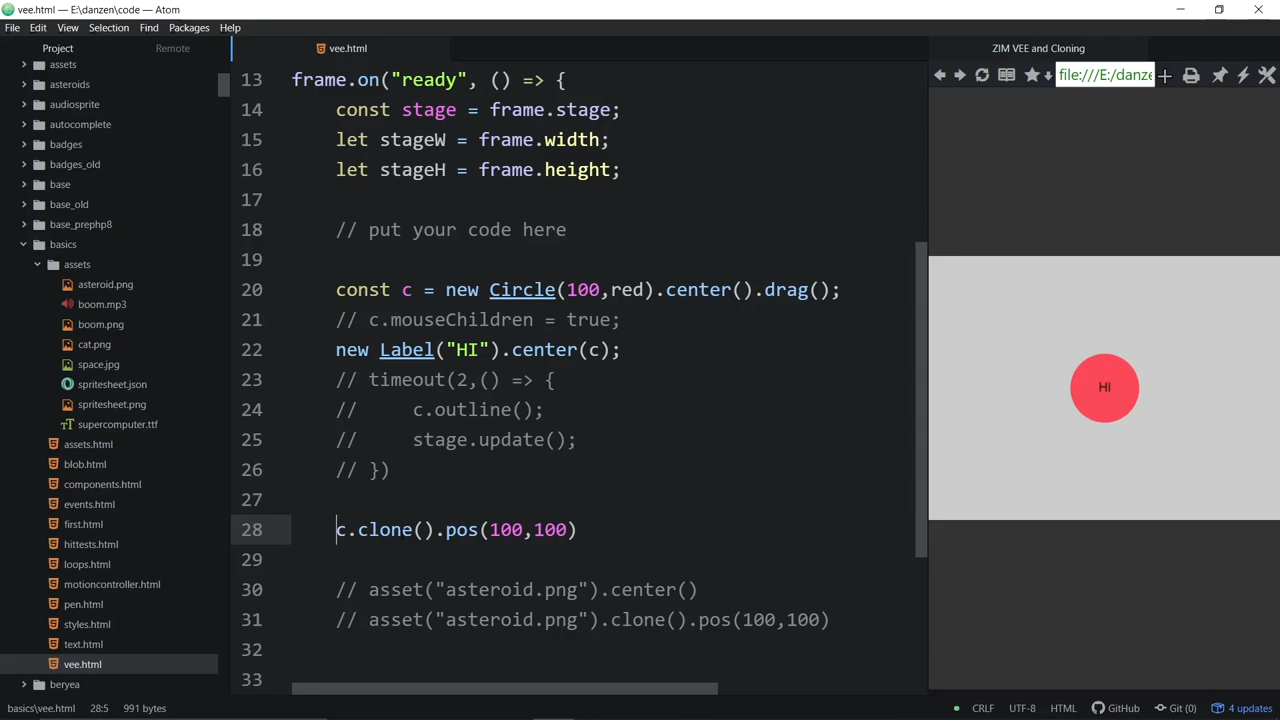 vee.html — E:\danzen\code — Atom
File Edit View Selection Find Packages Help
Project Remote
vee.html
ZIM VEE and Cloning
file:///E:/danze
assets
asteroids
audiosprite
autocomplete
badges
badges_old
base
base_old
base_prephp8
basics
assets
asteroid.png
boom.mp3
boom.png
cat.png
space.jpg
spritesheet.json
spritesheet.png
supercomputer.ttf
assets.html
blob.html
components.html
events.html
first.html
hittests.html
loops.html
motioncontroller.html
pen.html
styles.html
text.html
vee.html
beryea
13 frame.on("ready", () => {
14 const stage = frame.stage;
15 let stageW = frame.width;
16 let stageH = frame.height;
17
18 // put your code here
19
20 const c = new Circle(100,red).center().drag();
21 // c.mouseChildren = true;
22 new Label("HI").center(c);
23 // timeout(2,() => {
24 // c.outline();
25 // stage.update();
26 // })
27
28 c.clone().pos(100,100)
29
30 // asset("asteroid.png").center()
31 // asset("asteroid.png").clone().pos(100,100)
32
33
HI
basics\vee.html 28:5 991 bytes CRLF UTF-8 HTML GitHub Git (0) 4 updates